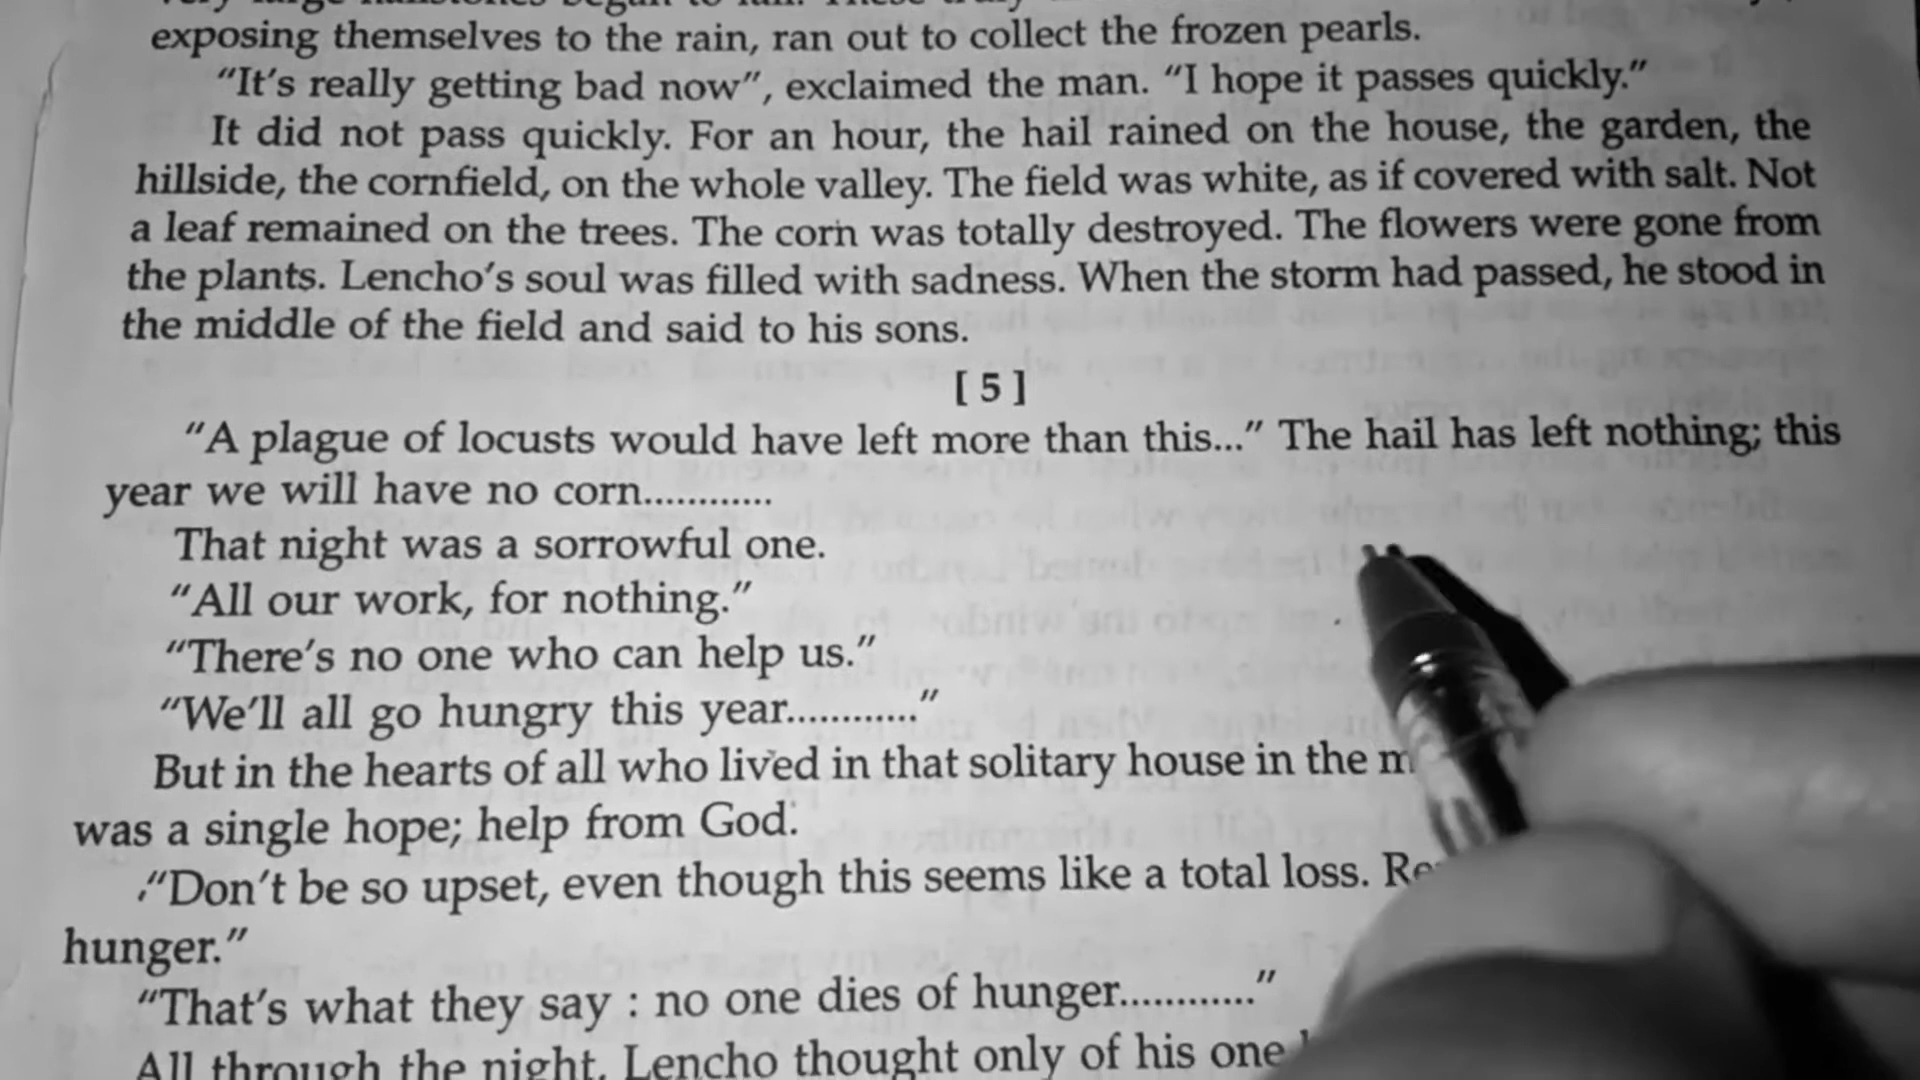 exposing themselves to the rain, ran out to collect the frozen pearls.
"It's really getting bad now", exclaimed the man. "I hope it passes quickly."
It did not pass quickly. For an hour, the hail rained on the house, the garden, the
hillside, the cornfield, on the whole valley. The field was white, as if covered with salt. Not
a leaf remained on the trees. The corn was totally destroyed. The flowers were gone from
the plants. Lencho's soul was filled with sadness. When the storm had passed, he stood in
the middle of the field and said to his sons.
[ 5 ]
"A plague of locusts would have left more than this..." The hail has left nothing; this
year we will have no corn............
That night was a sorrowful one.
"All our work, for nothing."
"There's no one who can help us."
"We'll all go hungry this year............"
But in the hearts of all who lived in that solitary house in the
was a single hope; help from God.
"Don't be so upset, even though this seems like a total loss.
hunger."
"That's what they say : no one dies of hunger............"
All through the night, Lencho thought only of his one